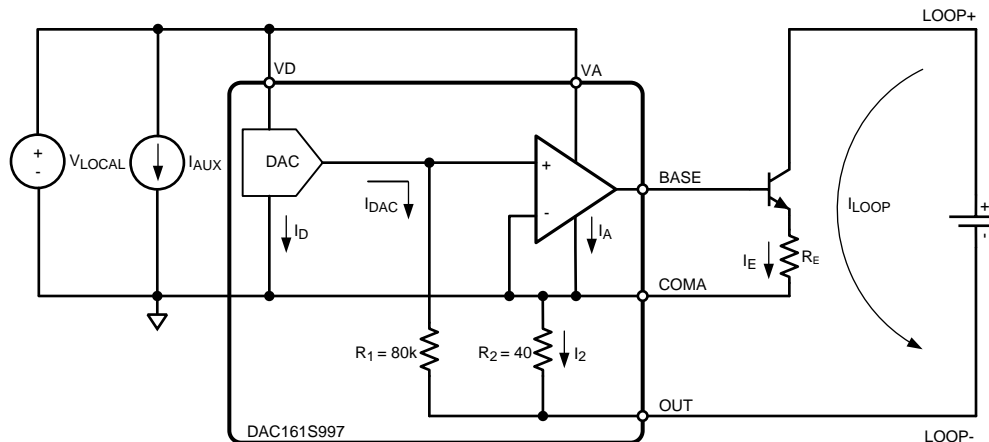 LOOP+
VD
VA
+
-
VLOCAL
IAUX
DAC
IDAC
ID
+
-
IA
BASE
ILOOP
+
-
IE
RE
COMA
R1 = 80k
R2 = 40
I2
OUT
DAC161S997
LOOP-